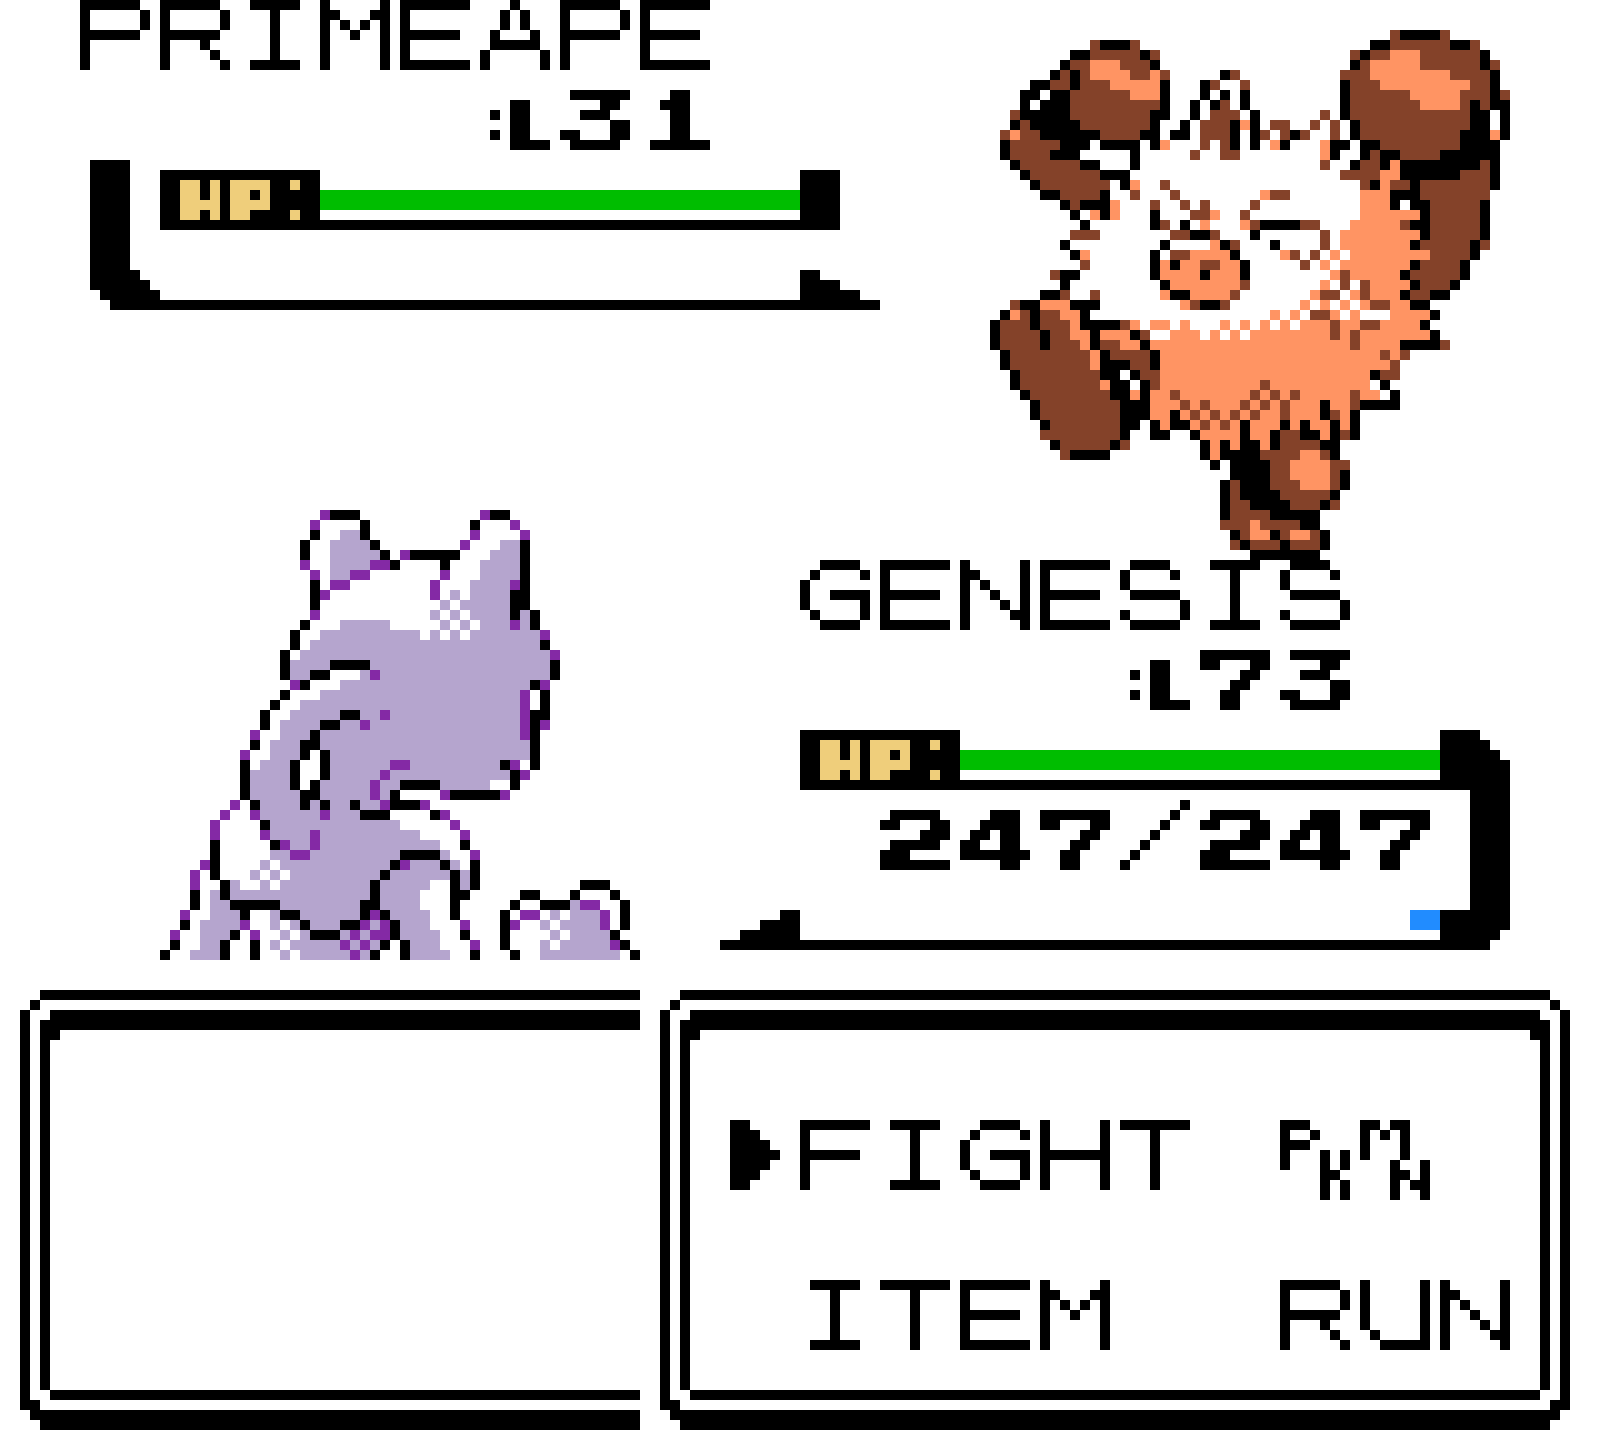 PRIMEAPE
:L31
HP:
GENESIS
:L73
HP:
247/247
FIGHT PKMN
ITEM RUN